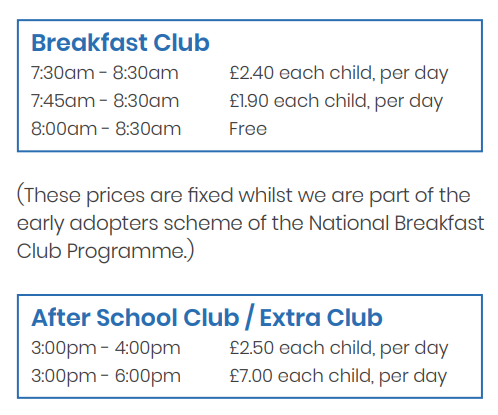 Breakfast Club
7:30am - 8:30am £2.40 each child, per day
7:45am - 8:30am £1.90 each child, per day
8:00am - 8:30am Free
(These prices are fixed whilst we are part of the
early adopters scheme of the National Breakfast
Club Programme.)
After School Club / Extra Club
3:00pm - 4:00pm £2.50 each child, per day
3:00pm - 6:00pm £7.00 each child, per day